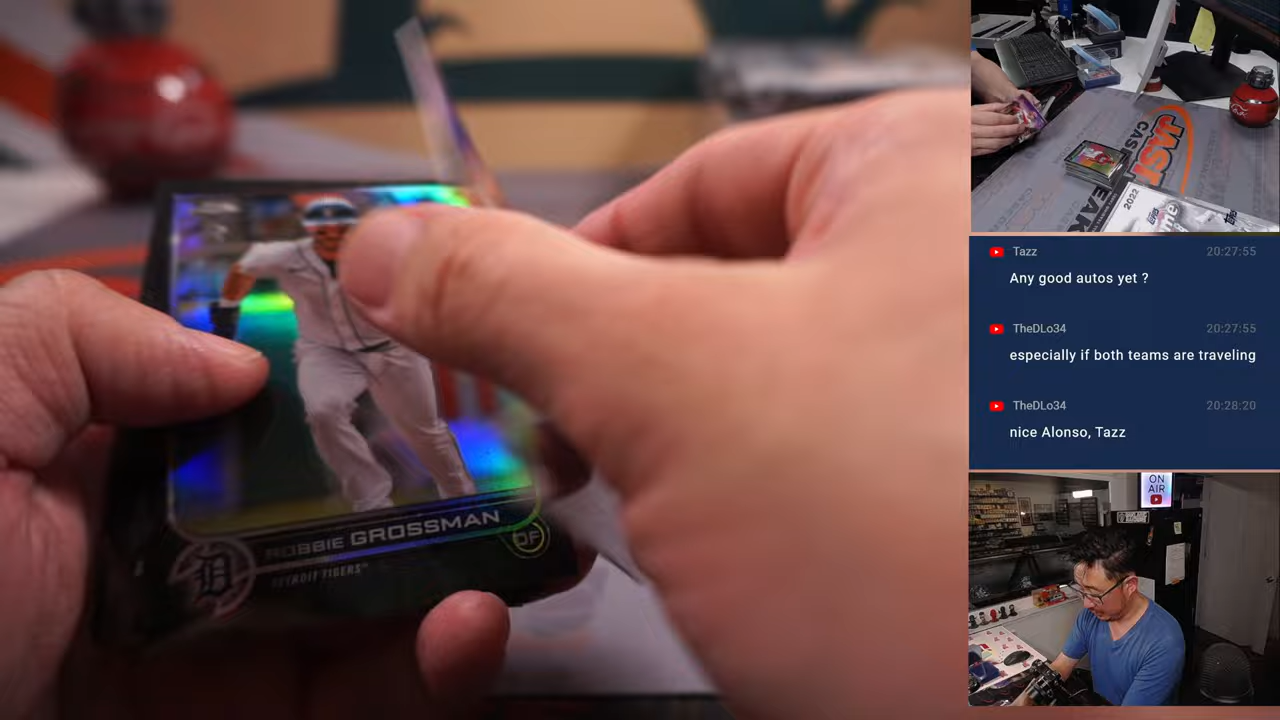 ROBBIE GROSSMAN
OF
DETROIT TIGERS™
2022
Tazz
20:27:55
Any good autos yet ?
TheDLo34
20:27:55
especially if both teams are traveling
TheDLo34
20:28:20
nice Alonso, Tazz
ON
AIR